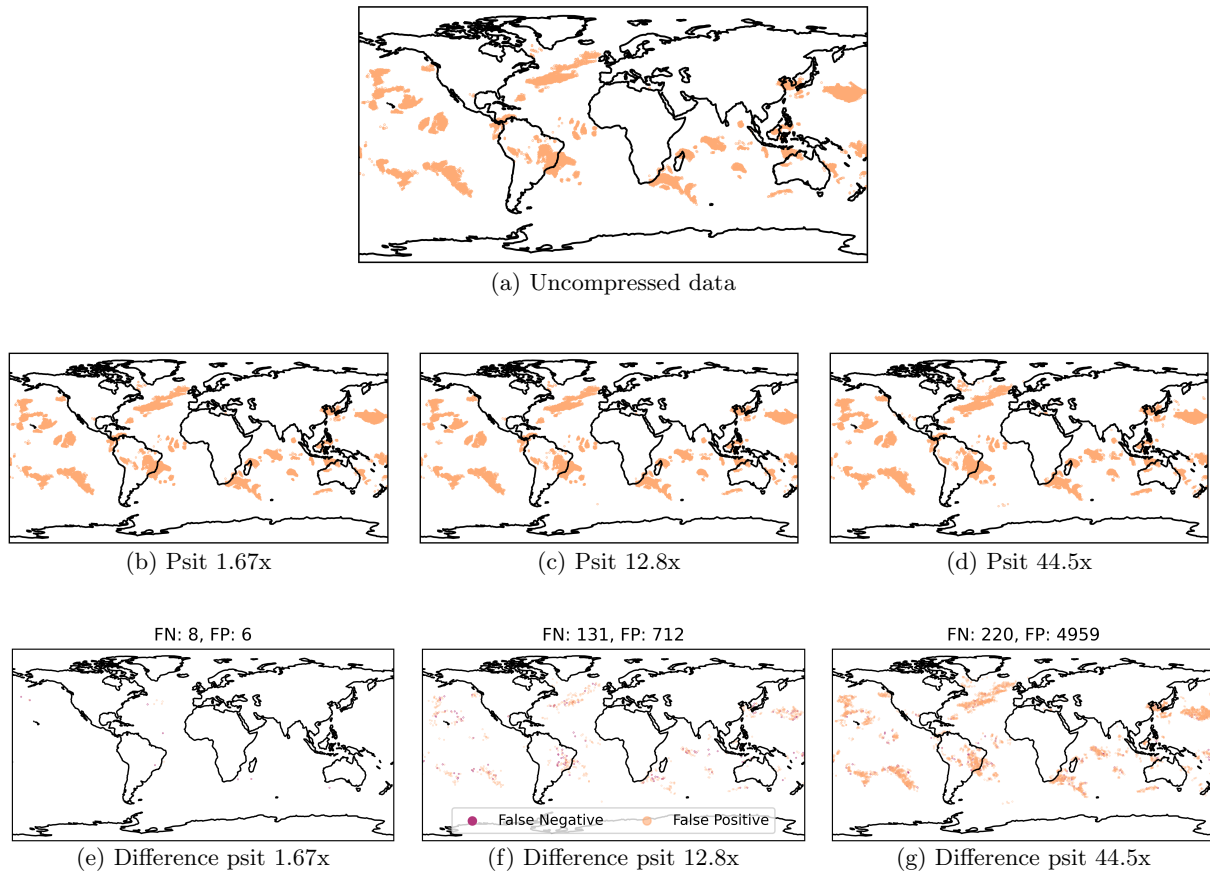 (a) Uncompressed data
(b) Psit 1.67x
(c) Psit 12.8x
(d) Psit 44.5x
FN: 8, FP: 6
FN: 131, FP: 712
FN: 220, FP: 4959
False Negative
False Positive
(e) Difference psit 1.67x
(f) Difference psit 12.8x
(g) Difference psit 44.5x